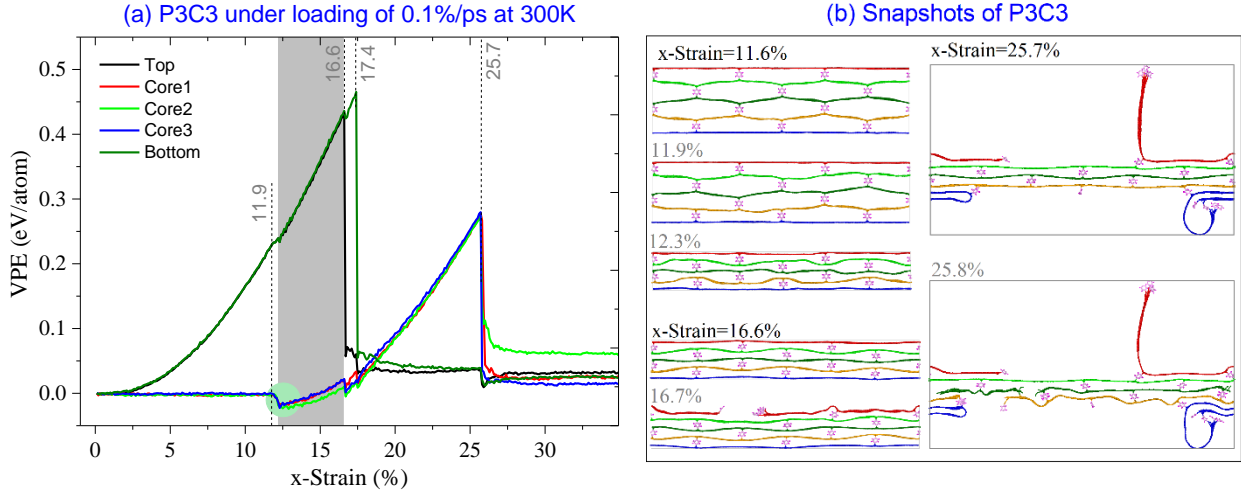 (a) P3C3 under loading of 0.1%/ps at 300K
0.5
0.4
0.3
0.2
0.1
0.0
VPE (eV/atom)
Top
Core1
Core2
Core3
Bottom
11.9
16.6
17.4
25.7
0
5
10
15
20
25
30
x-Strain (%)
(b) Snapshots of P3C3
x-Strain=11.6%
11.9%
12.3%
x-Strain=16.6%
16.7%
x-Strain=25.7%
25.8%